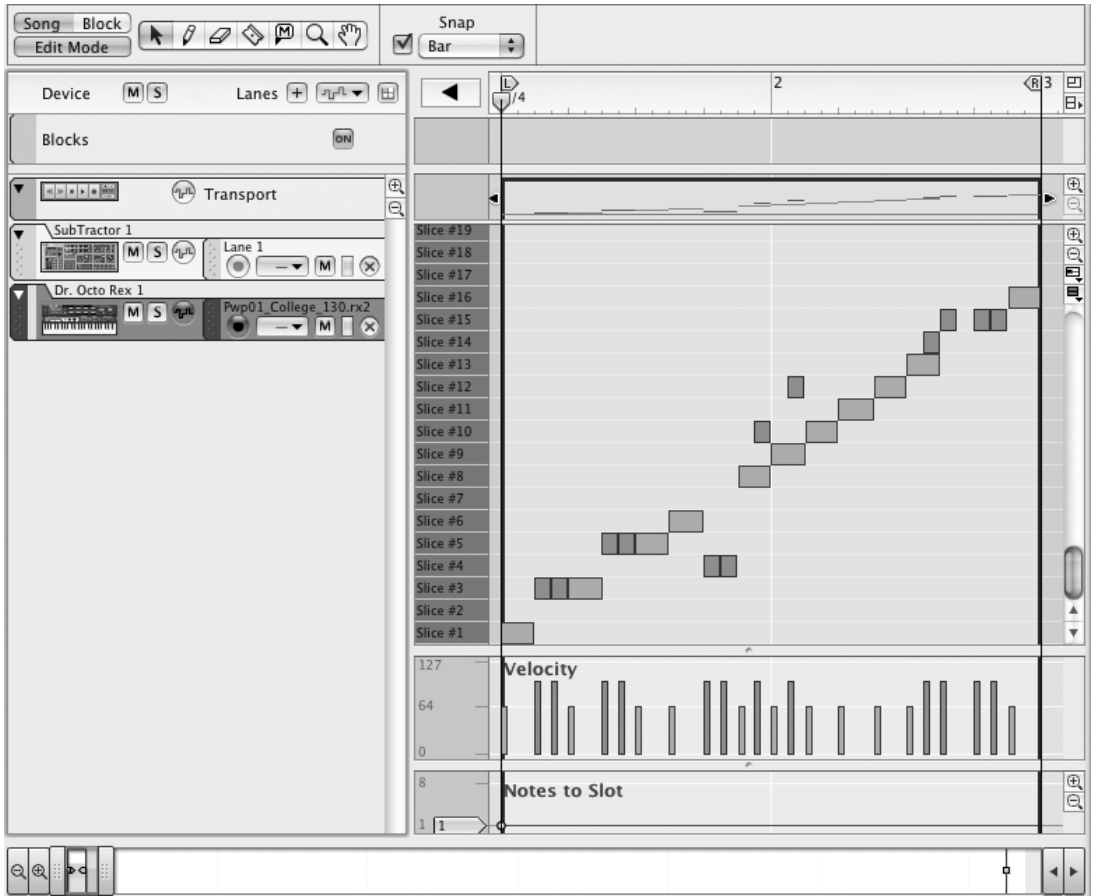 Song Block
Edit Mode
M
Snap
Bar
Device M S Lanes +
Blocks ON
Transport
SubTractor 1
M S Lane 1
M
Dr. Octo Rex 1
M S Pwp01_College_130.rx2
M
L 2 R 3
/4
Slice #19
Slice #18
Slice #17
Slice #16
Slice #15
Slice #14
Slice #13
Slice #12
Slice #11
Slice #10
Slice #9
Slice #8
Slice #7
Slice #6
Slice #5
Slice #4
Slice #3
Slice #2
Slice #1
127 Velocity
64
0
8 Notes to Slot
1 1